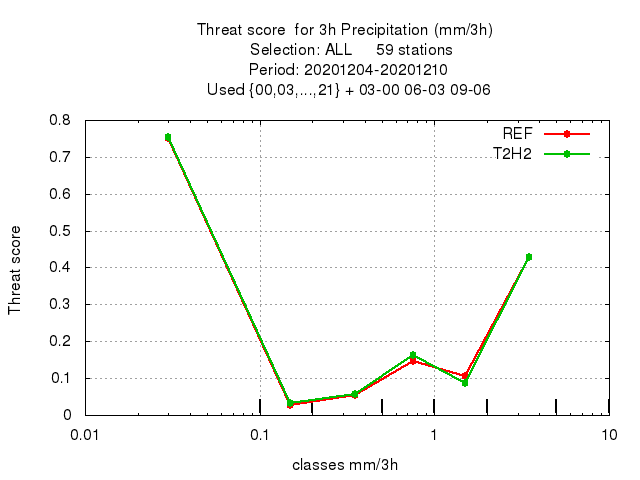 Threat score  for 3h Precipitation (mm/3h)
Selection: ALL     59 stations
Period: 20201204-20201210
Used {00,03,...,21} + 03-00 06-03 09-06
REF
T2H2
0.8
0.7
0.6
0.5
0.4
0.3
0.2
0.1
0
Threat score
0.01
0.1
1
10
classes mm/3h